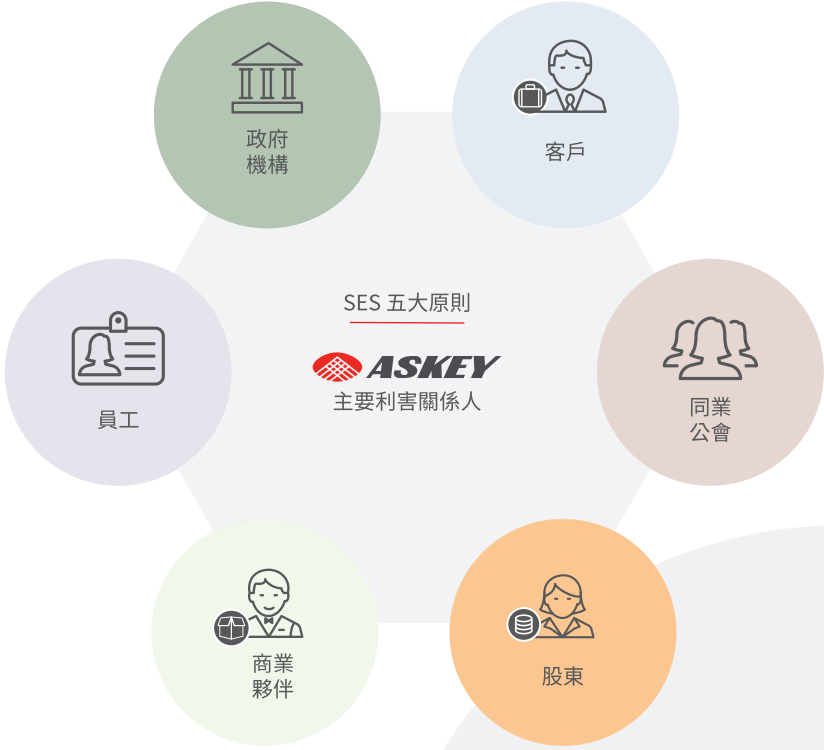 政府
機構
客戶
SES 五大原則
ASKEY
主要利害關係人
員工
同業
公會
商業
夥伴
股東